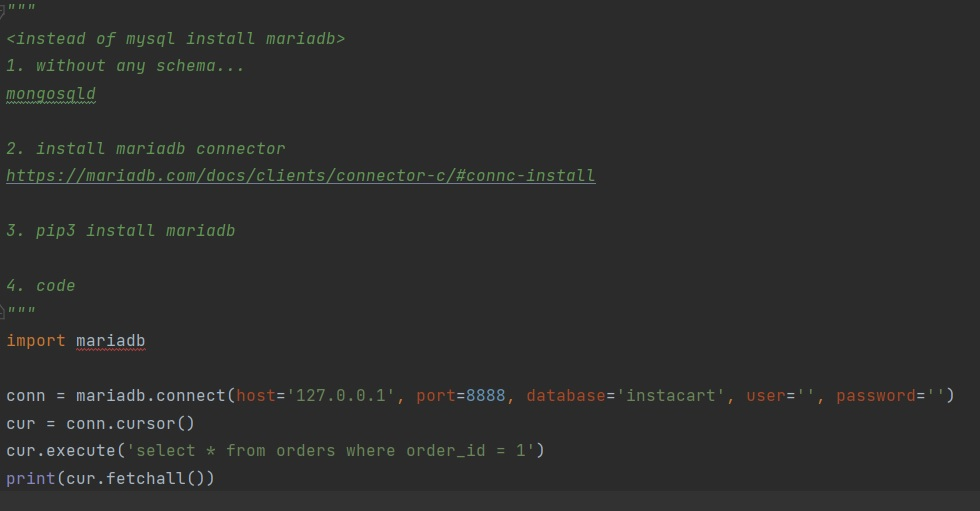 """
<instead of mysql install mariadb>
1. without any schema...
mongosqld
2. install mariadb connector
https://mariadb.com/docs/clients/connector-c/#connc-install
3. pip3 install mariadb
4. code
"""
import mariadb
conn = mariadb.connect(host='127.0.0.1', port=8888, database='instacart', user='', password='')
cur = conn.cursor()
cur.execute('select * from orders where order_id = 1')
print(cur.fetchall())